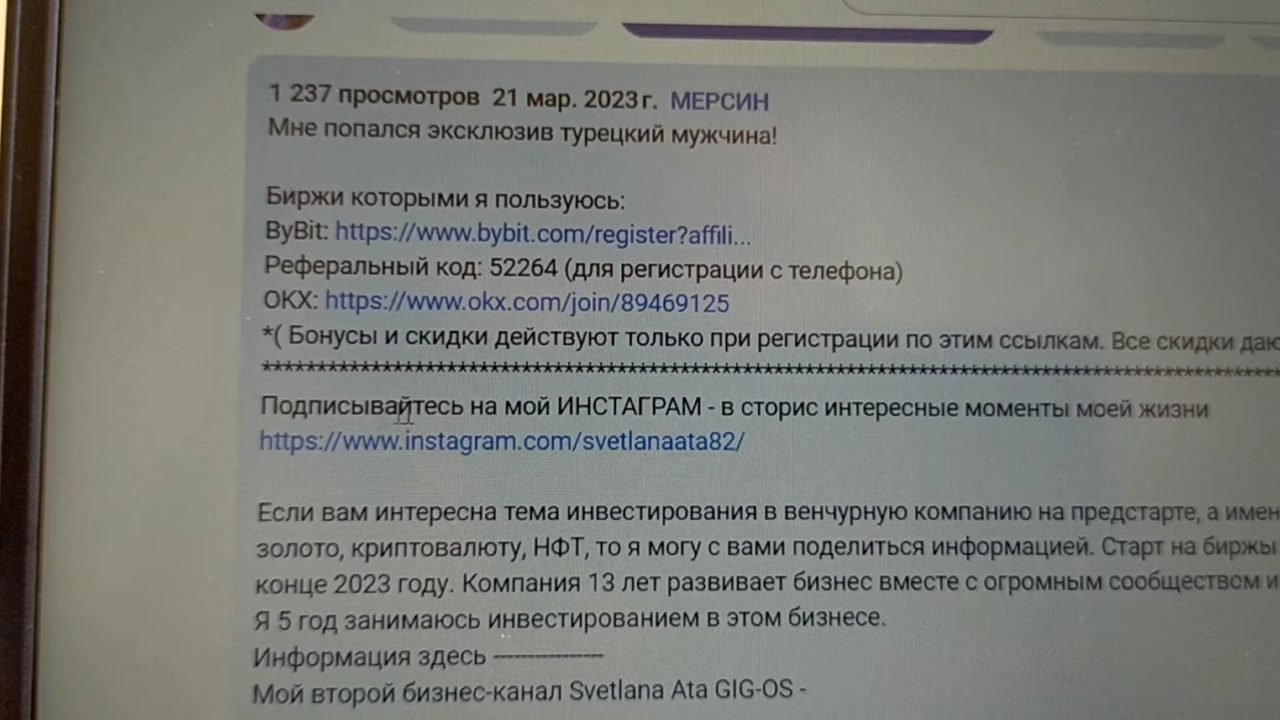 1 237 просмотров 21 мар. 2023 г. МЕРСИН
Мне попался эксклюзив турецкий мужчина!
Биржи которыми я пользуюсь:
ByBit: https://www.bybit.com/register?affili...
Реферальный код: 52264 (для регистрации с телефона)
OKX: https://www.okx.com/join/89469125
*( Бонусы и скидки действуют только при регистрации по этим ссылкам. Все скидки даю
************************************************************************************************
Подписывайтесь на мой ИНСТАГРАМ - в сторис интересные моменты моей жизни
https://www.instagram.com/svetlanaata82/
Если вам интересна тема инвестирования в венчурную компанию на предстарте, а имен
золото, криптовалюту, НФТ, то я могу с вами поделиться информацией. Старт на биржы
конце 2023 году. Компания 13 лет развивает бизнес вместе с огромным сообществом и
Я 5 год занимаюсь инвестированием в этом бизнесе.
Информация здесь ----------------
Мой второй бизнес-канал Svetlana Ata GIG-OS -